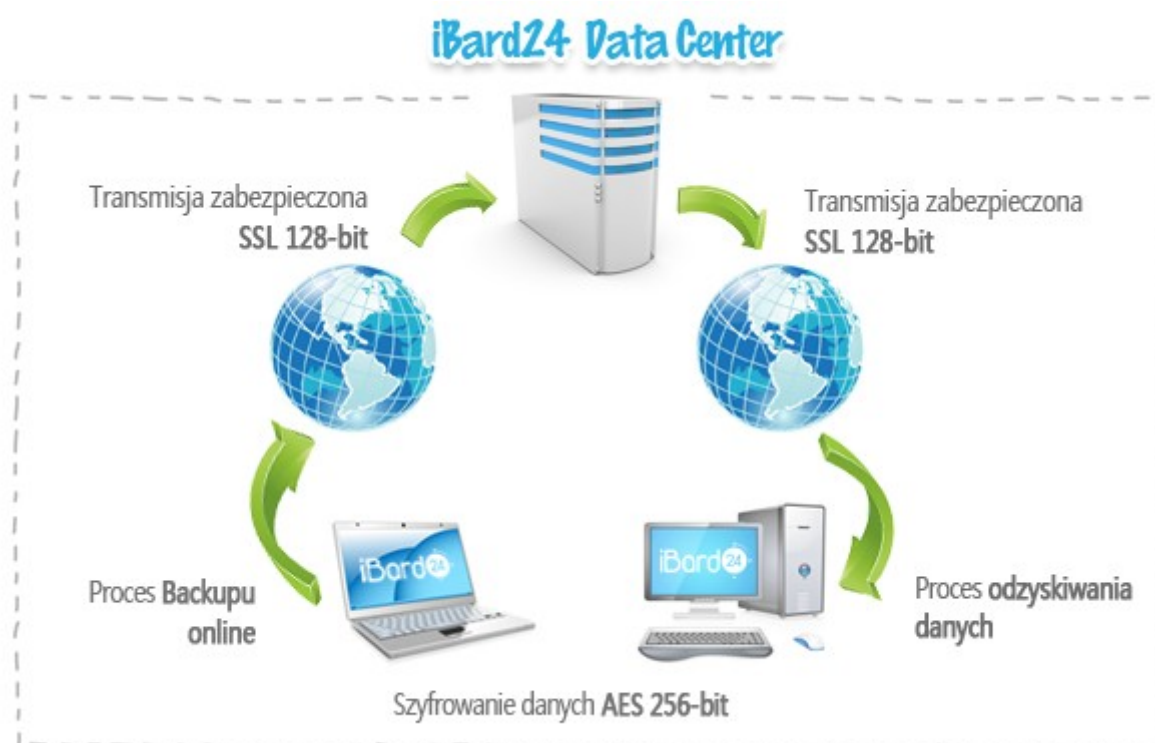 iBard24 Data Center
Transmisja zabezpieczona
SSL 128-bit
Transmisja zabezpieczona
SSL 128-bit
iBard24
iBard24
Proces Backupu
online
Proces odzyskiwania
danych
Szyfrowanie danych AES 256-bit